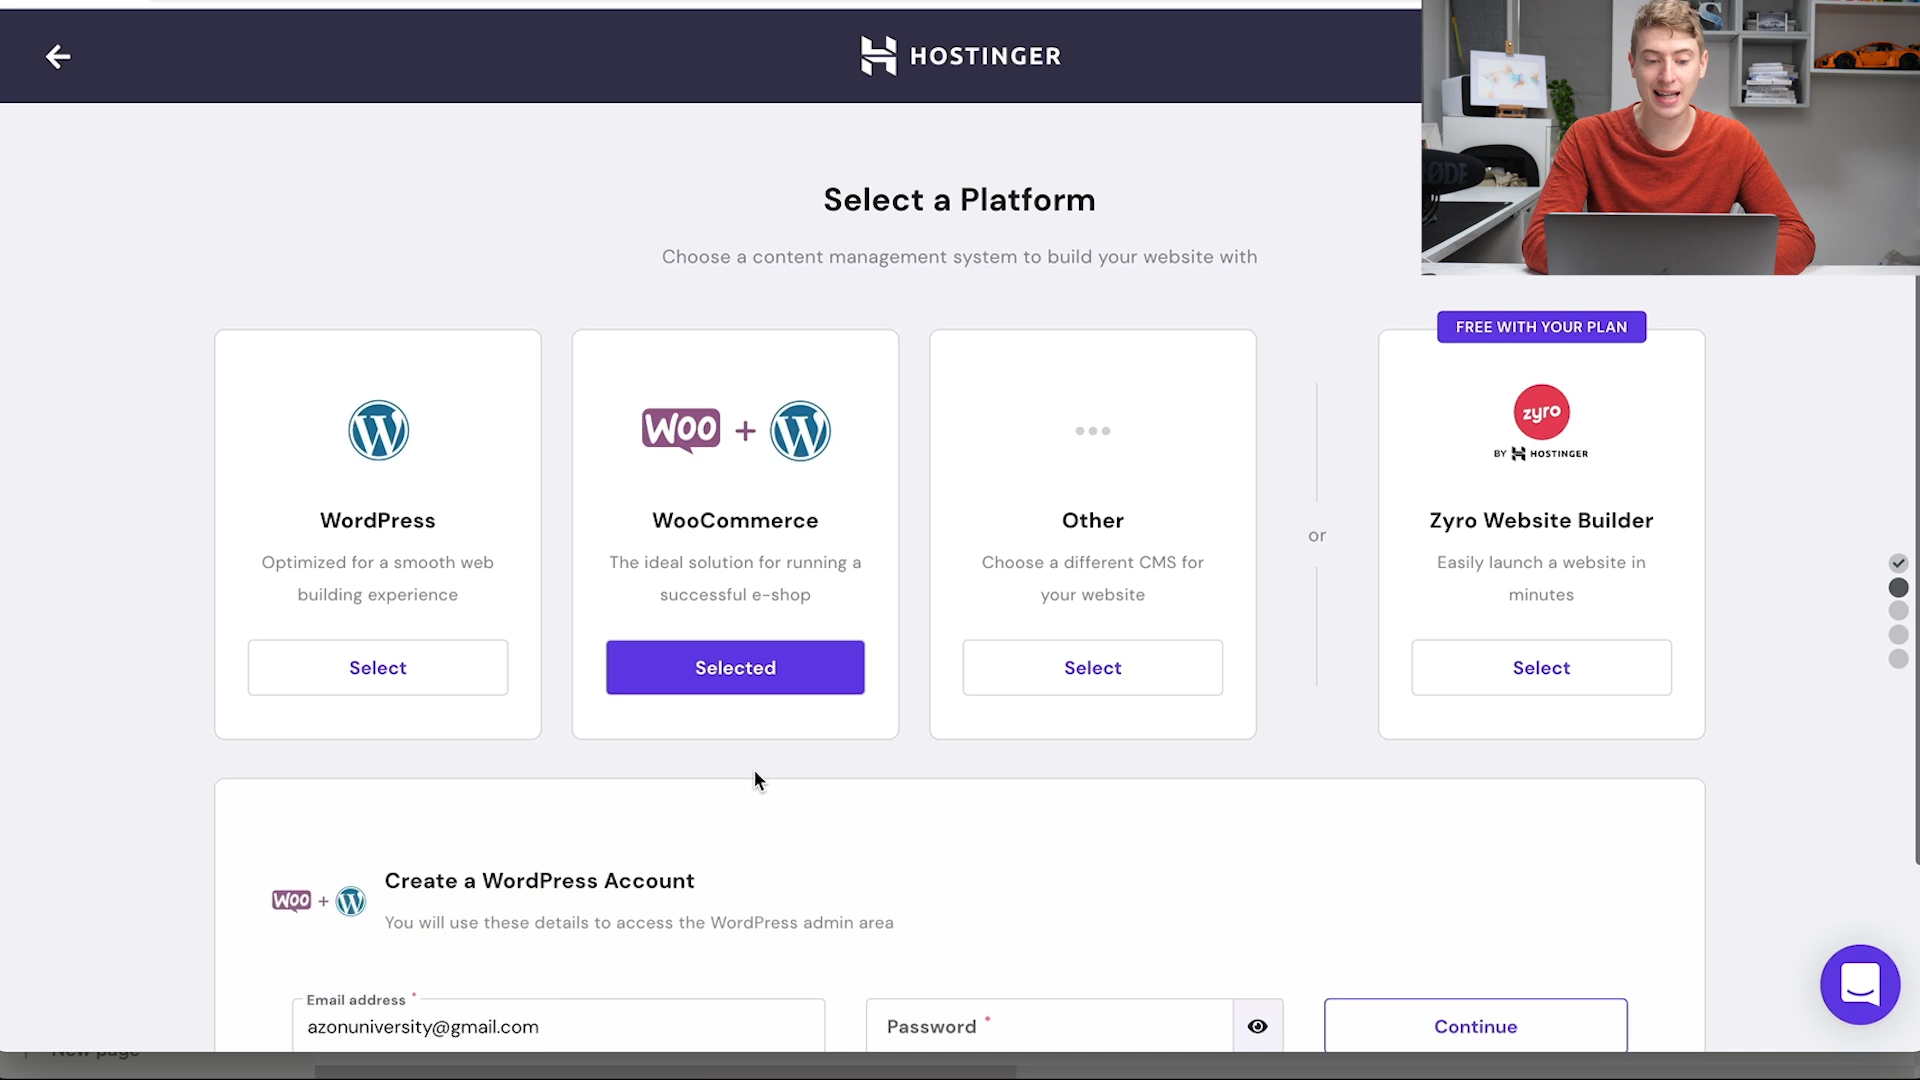 HOSTINGER
Select a Platform
Choose a content management system to build your website with
FREE WITH YOUR PLAN
WOO + W
W
zyro
BY HOSTINGER
WordPress
WooCommerce
Other
Zyro Website Builder
Optimized for a smooth web
building experience
The ideal solution for running a
successful e-shop
Choose a different CMS for
your website
Easily launch a website in
minutes
or
Select
Selected
Select
Select
WOO + W
Create a WordPress Account
You will use these details to access the WordPress admin area
Email address *
azonuniversity@gmail.com
Password *
Continue
New page
RØDE